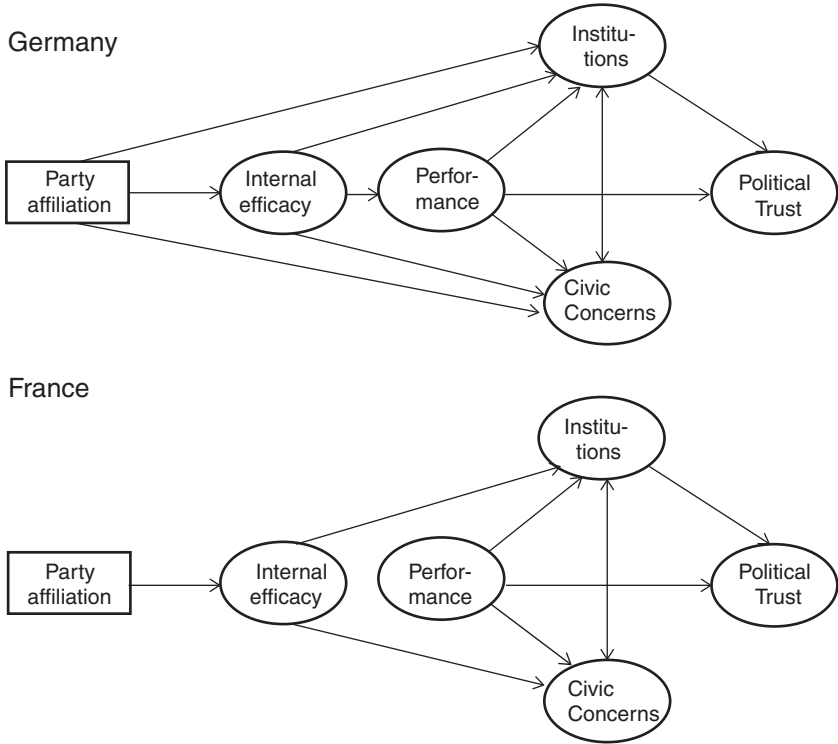 Germany
Institu-
tions
Party
affiliation
Internal
efficacy
Perfor-
mance
Political
Trust
Civic
Concerns
France
Institu-
tions
Party
affiliation
Internal
efficacy
Perfor-
mance
Political
Trust
Civic
Concerns